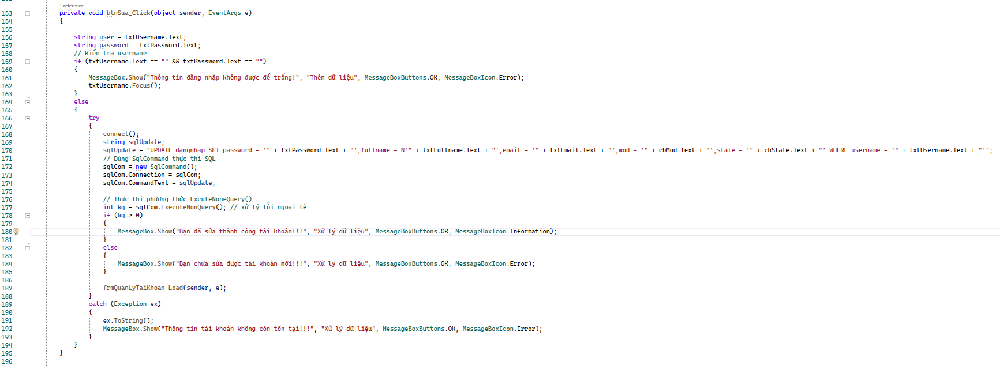 1 reference
153 private void btnSua_Click(object sender, EventArgs e)
154 {
155
156 string user = txtUsername.Text;
157 string password = txtPassword.Text;
158 // Kiểm tra username
159 if (txtUsername.Text == "" && txtPassword.Text == "")
160 {
161 MessageBox.Show("Thông tin đăng nhập không được để trống!", "Thêm dữ liệu", MessageBoxButtons.OK, MessageBoxIcon.Error);
162 txtUsername.Focus();
163 }
164 else
165 {
166 try
167 {
168 connect();
169 string sqlUpdate;
170 sqlUpdate = "UPDATE dangnhap SET password = '" + txtPassword.Text + "',fullname = N'" + txtFullname.Text + "',email = '" + txtEmail.Text + "',mod = '" + cbMod.Text + "',state = '" + cbState.Text + "' WHERE username = '" + txtUsername.Text + "'";
171 // Dùng SqlCommand thực thi SQL
172 sqlCom = new SqlCommand();
173 sqlCom.Connection = sqlCon;
174 sqlCom.CommandText = sqlUpdate;
175
176 // Thực thi phương thức ExcuteNoneQuery()
177 int kq = sqlCom.ExecuteNonQuery(); // xử lý lỗi ngoại lệ
178 if (kq > 0)
179 {
180 MessageBox.Show("Bạn đã sửa thành công tài khoản!!!", "Xử lý dữ liệu", MessageBoxButtons.OK, MessageBoxIcon.Information);
181 }
182 else
183 {
184 MessageBox.Show("Bạn chưa sửa được tài khoản mới!!!", "Xử lý dữ liệu", MessageBoxButtons.OK, MessageBoxIcon.Error);
185 }
186
187 frmQuanLyTaiKhoan_Load(sender, e);
188 }
189 catch (Exception ex)
190 {
191 ex.ToString();
192 MessageBox.Show("Thông tin tài khoản không còn tồn tại!!!", "Xử lý dữ liệu", MessageBoxButtons.OK, MessageBoxIcon.Error);
193 }
194 }
195 }
196